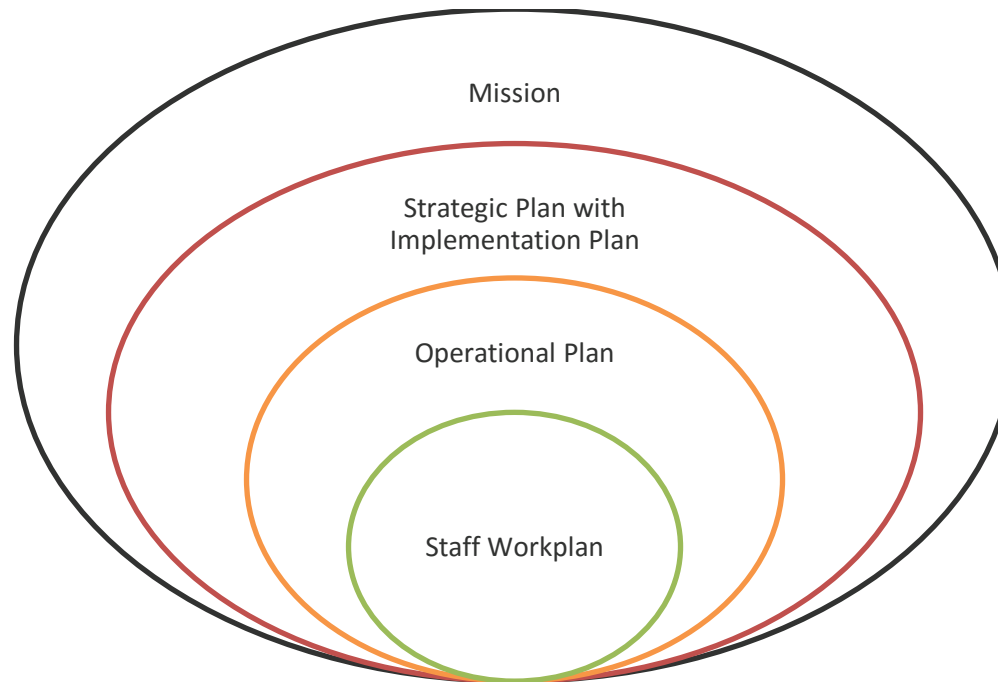 Mission
Strategic Plan with
Implementation Plan
Operational Plan
Staff Workplan